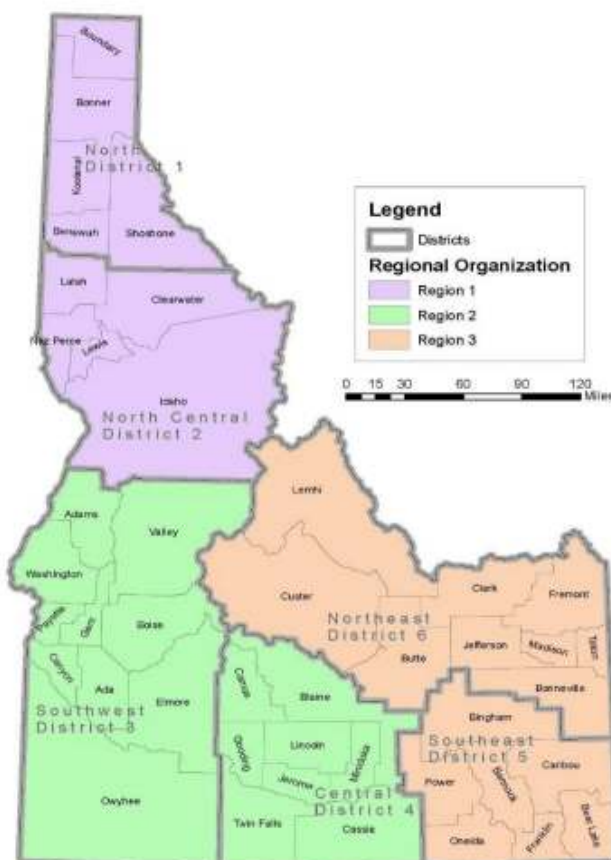 Boundary
Bonner
North
District 1
Kootenai
Benewah
Shoshone
Legend
Districts
Regional Organization
Region 1
Region 2
Region 3
0 15 30 60 90 120
Miles
Latah
Clearwater
Nez Perce
Lewis
Idaho
North Central
District 2
Lemhi
Adams
Valley
Washington
Custer
Clark
Fremont
Northeast
District 6
Payette
Gem
Boise
Butte
Jefferson
Madison
Teton
Canyon
Ada
Elmore
Southwest
District 3
Camas
Blaine
Bonneville
Bingham
Southeast
District 5
Caribou
Gooding
Lincoln
Minidoka
Jerome
Power
Bannock
Central
District 4
Owyhee
Twin Falls
Cassia
Oneida
Franklin
Bear Lake